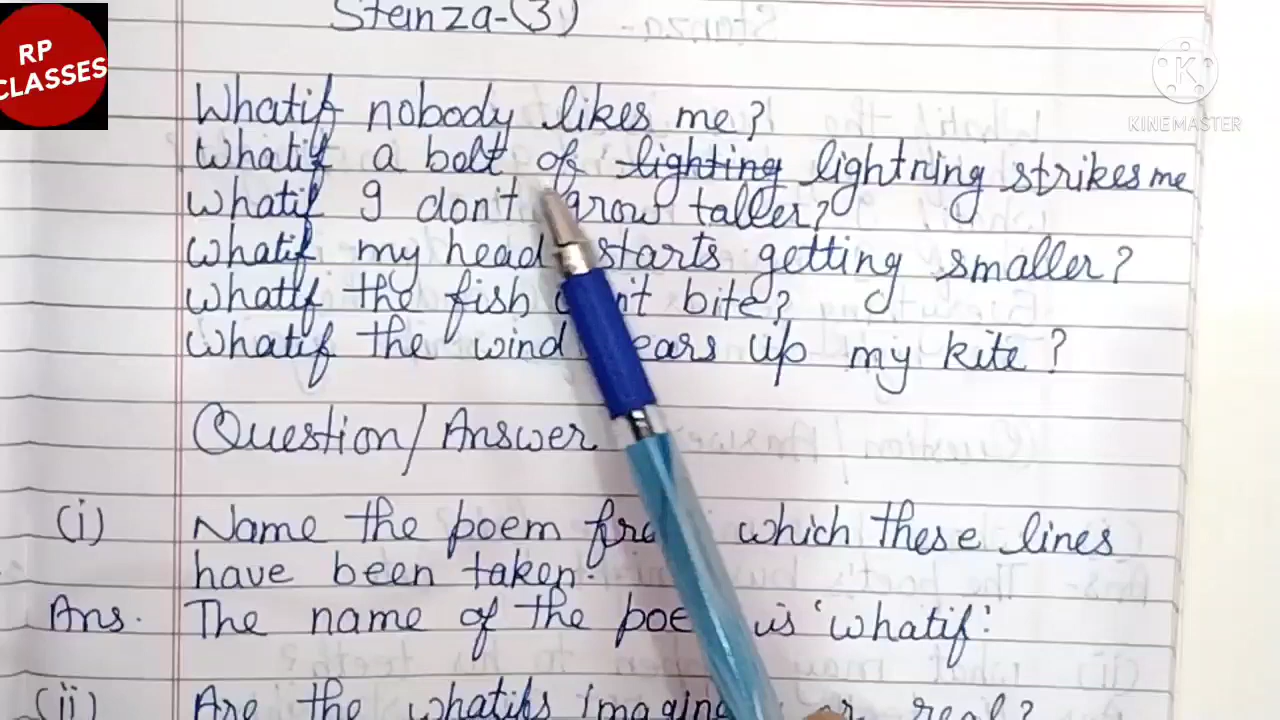 Stanza-(3)
RP
CLASSES
K
KINEMASTER
Whatif nobody likes me?
Whatif a bolt of lighting lightning strikes me
Whatif I don't grow taller?
Whatif my head starts getting smaller?
Whatif the fish bite?
Whatif the wind tears up my kite?
Question/Answer
(i) Name the poem from which these lines
have been taken.
Ans. The name of the poem is 'whatif'.
(ii) Are the whatifs or real?